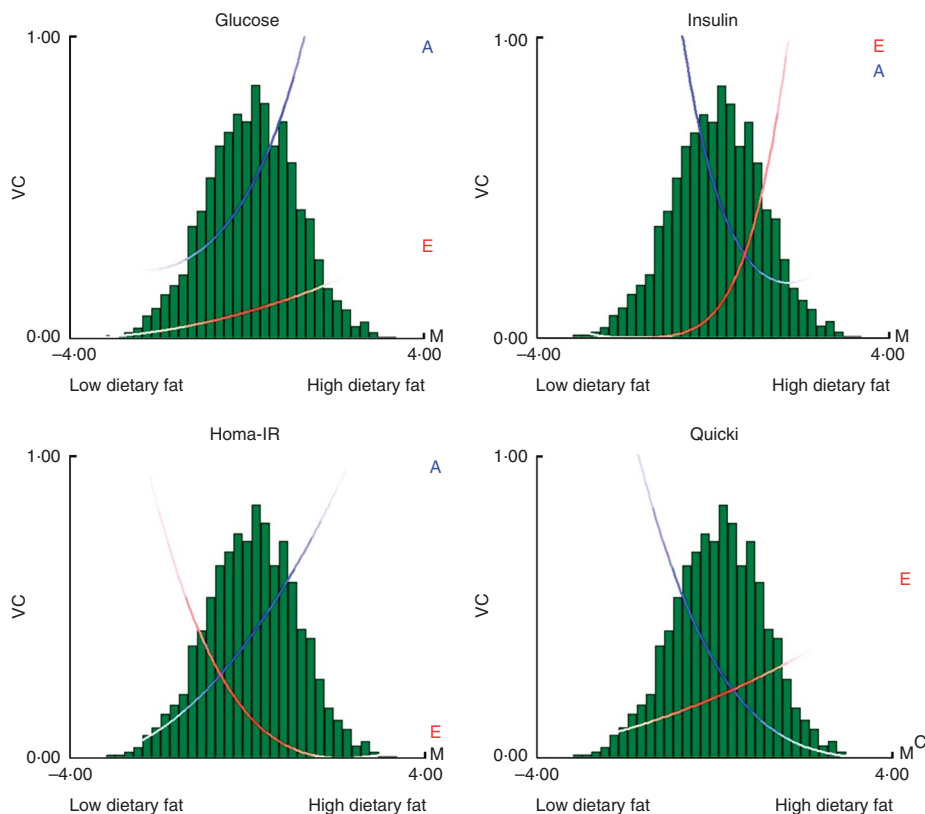 Glucose
1·00
A
VC
E
0·00
M
–4·00
4·00
Low dietary fat
High dietary fat
Insulin
1·00
E
A
VC
0·00
M
–4·00
4·00
Low dietary fat
High dietary fat
Homa-IR
1·00
A
VC
E
0·00
M
–4·00
4·00
Low dietary fat
High dietary fat
Quicki
1·00
E
VC
C
0·00
M
–4·00
4·00
Low dietary fat
High dietary fat